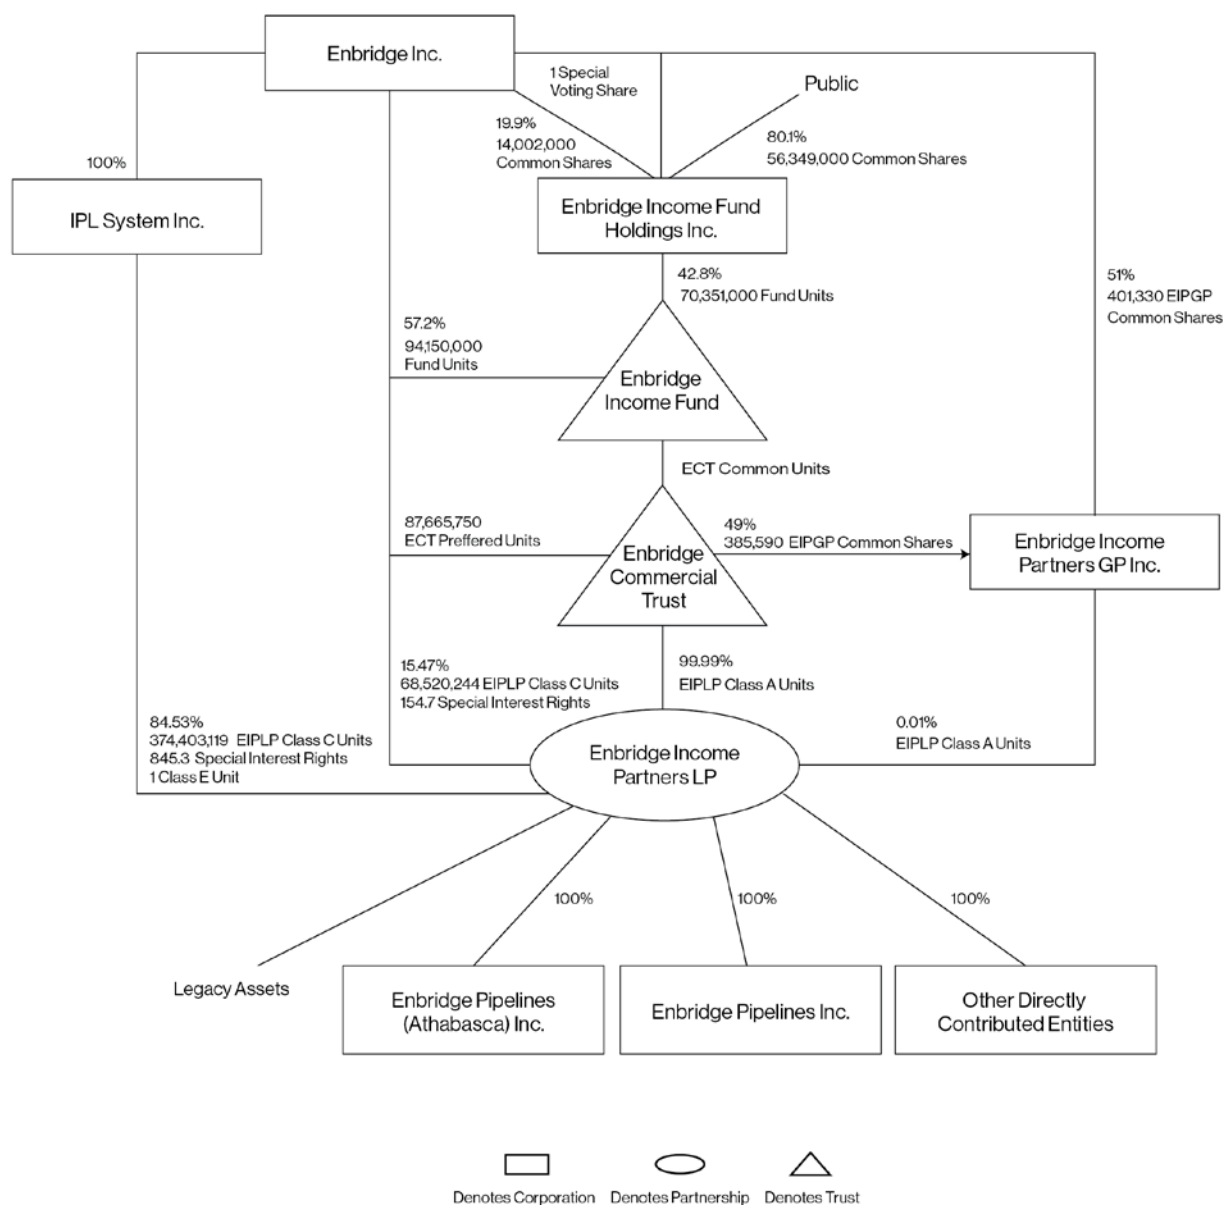 Enbridge Inc.
1 Special
Voting Share
Public
19.9%
14,002,000
Common Shares
80.1%
56,349,000 Common Shares
100%
IPL System Inc.
Enbridge Income Fund
Holdings Inc.
42.8%
70,351,000 Fund Units
51%
401,330 EIPGP
Common Shares
57.2%
94,150,000
Fund Units
Enbridge
Income Fund
ECT Common Units
87,665,750
ECT Preffered Units
49%
385,590 EIPGP Common Shares
Enbridge
Commercial
Trust
Enbridge Income
Partners GP Inc.
15.47%
68,520,244 EIPLP Class C Units
154.7 Special Interest Rights
99.99%
EIPLP Class A Units
84.53%
374,403,119 EIPLP Class C Units
845.3 Special Interest Rights
1 Class E Unit
0.01%
EIPLP Class A Units
Enbridge Income
Partners LP
100%
100%
100%
Legacy Assets
Enbridge Pipelines
(Athabasca) Inc.
Enbridge Pipelines Inc.
Other Directly
Contributed Entities
Denotes Corporation
Denotes Partnership
Denotes Trust